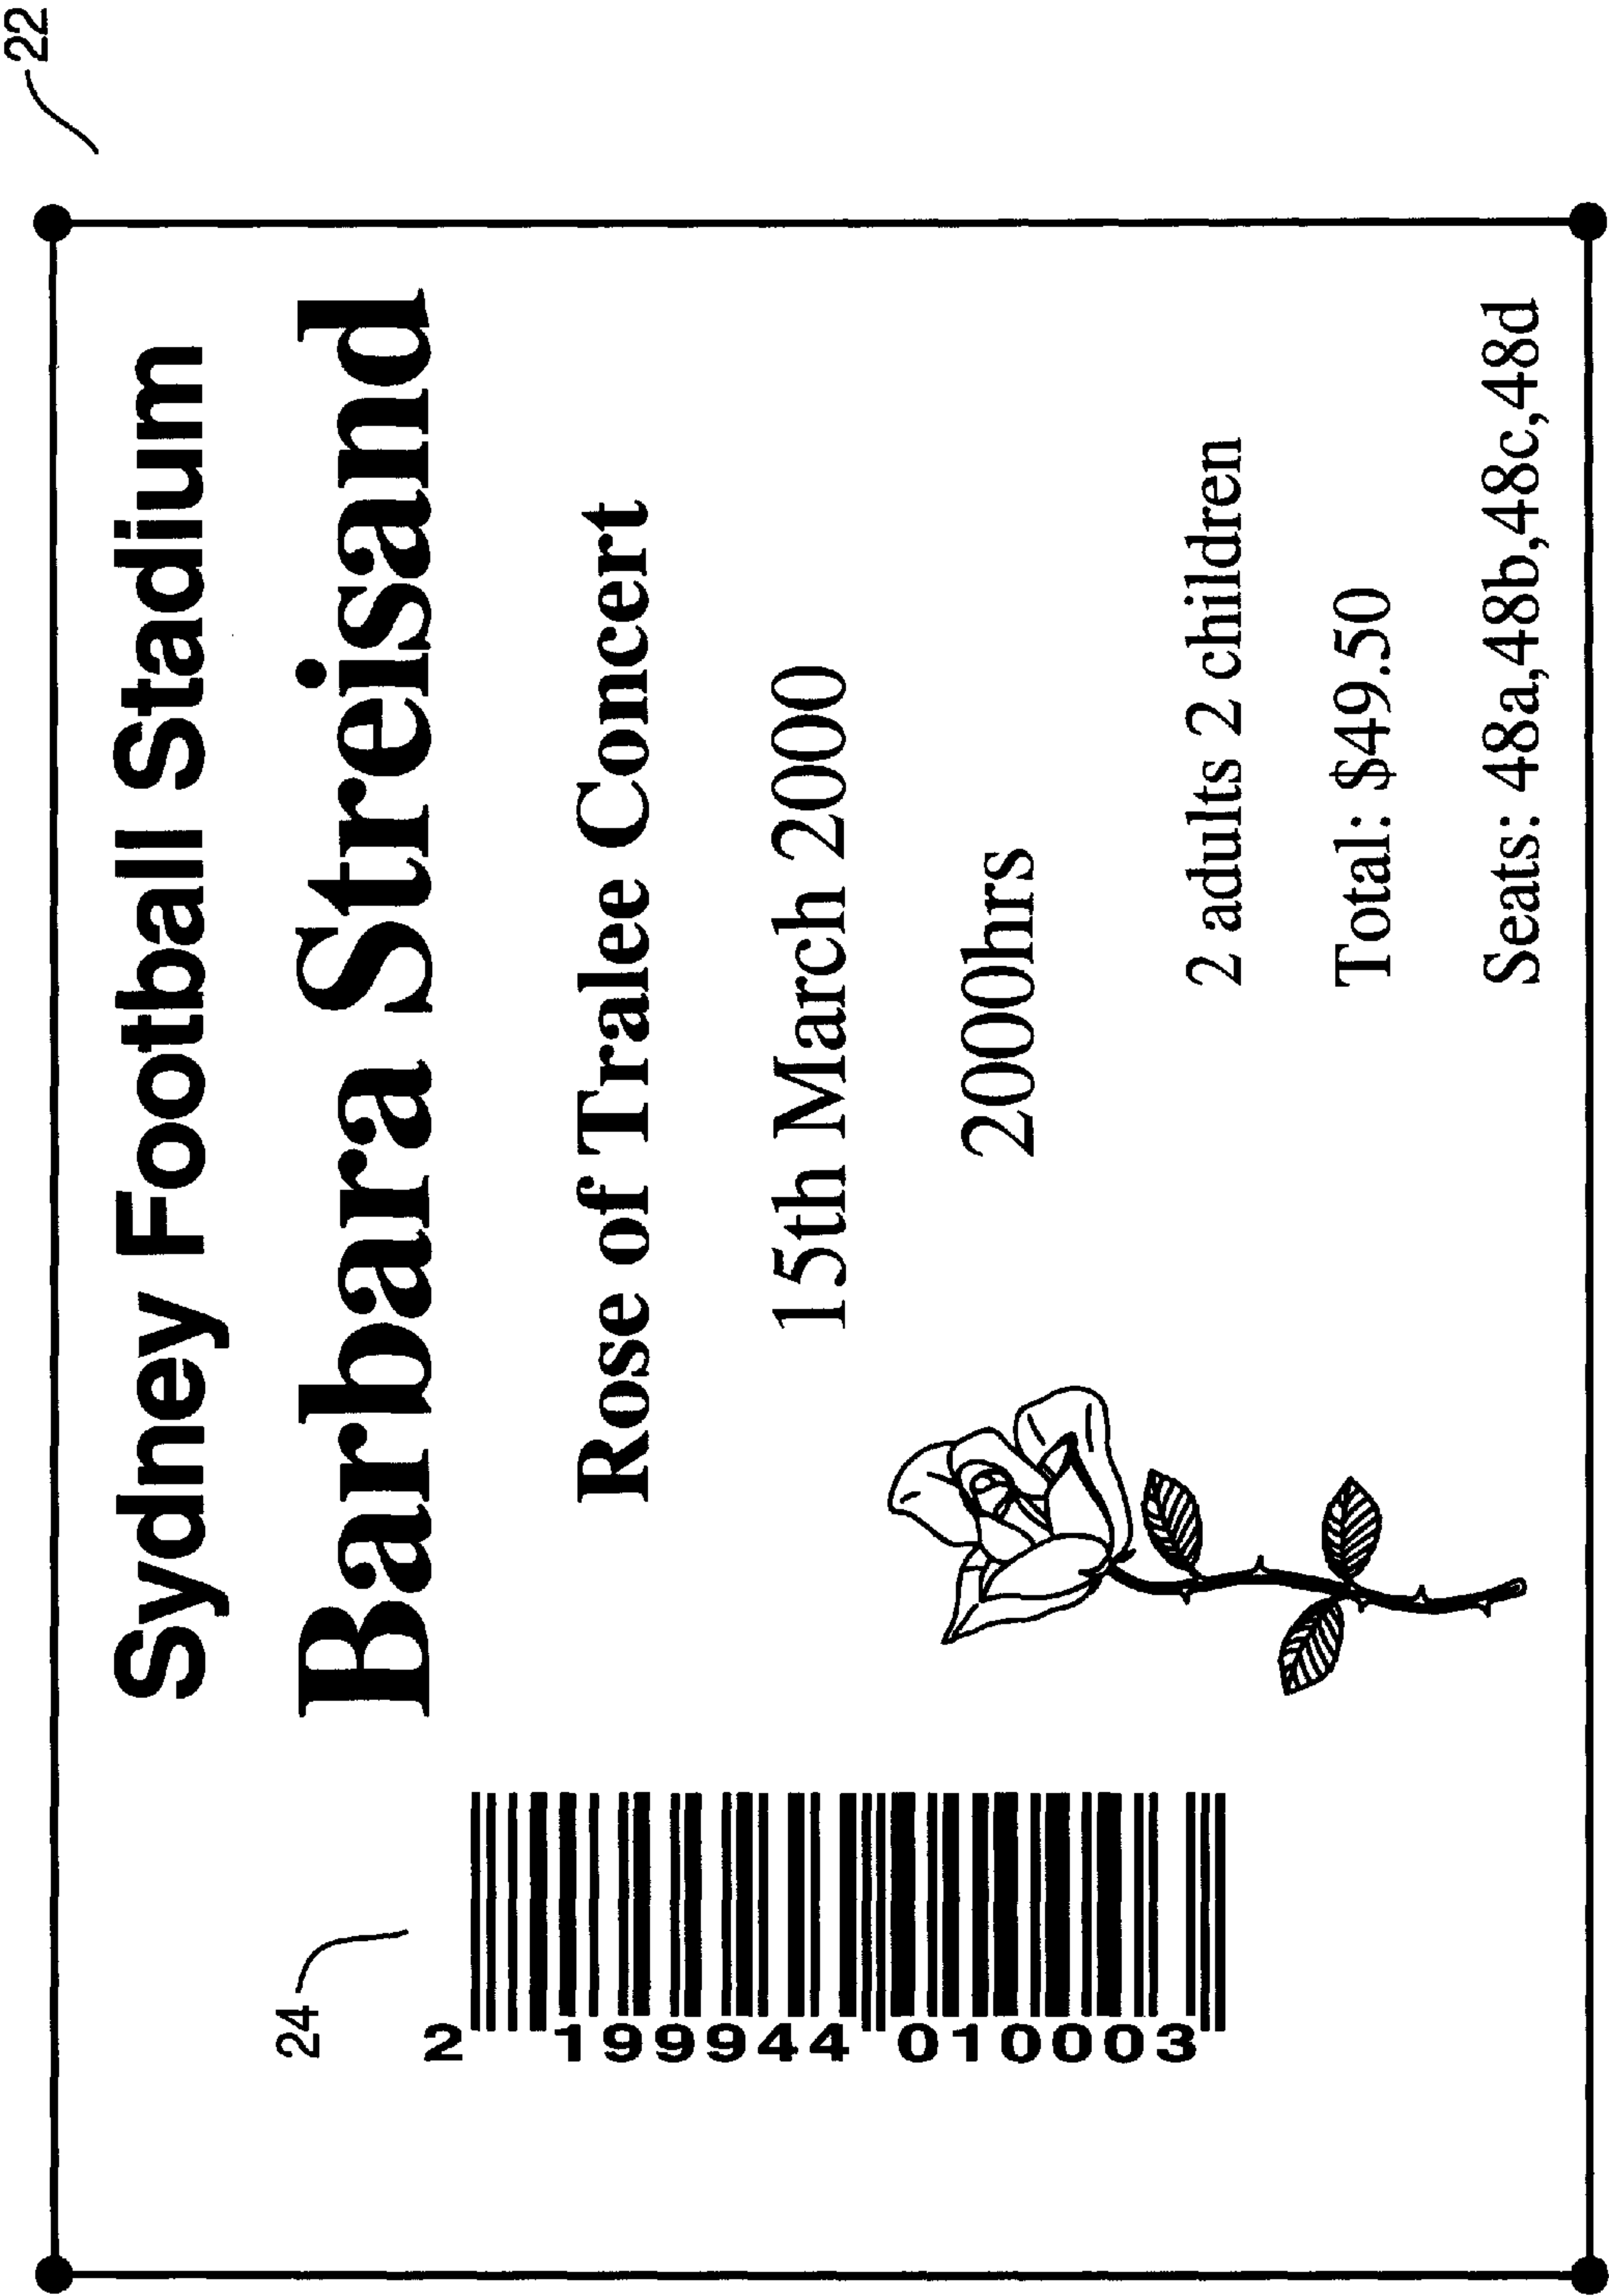 22
Sydney Football Stadium
Barbara Streisand
Rose of Tralee Concert
15th March 2000
2000hrs
2 adults 2 children
Total: $49.50
Seats: 48a,48b,48c,48d
24
2 199944 010003